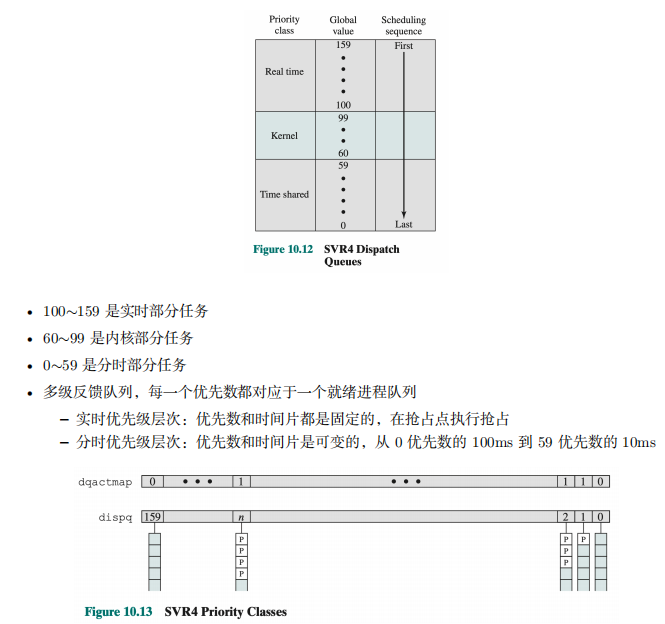 Priority class Global value Scheduling sequence
159 First
Real time
100
99
Kernel
60
59
Time shared
0 Last
Figure 10.12 SVR4 Dispatch
Queues
• 100~159 是实时部分任务
• 60~99 是内核部分任务
• 0~59 是分时部分任务
• 多级反馈队列，每一个优先数都对应于一个就绪进程队列
– 实时优先级层次：优先数和时间片都是固定的，在抢占点执行抢占
– 分时优先级层次：优先数和时间片是可变的，从 0 优先数的 100ms 到 59 优先数的 10ms
dqactmap 0 • • • 1 • • • 1 1 0
dispq 159 n 2 1 0
P P P
P P
P P
P
Figure 10.13 SVR4 Priority Classes